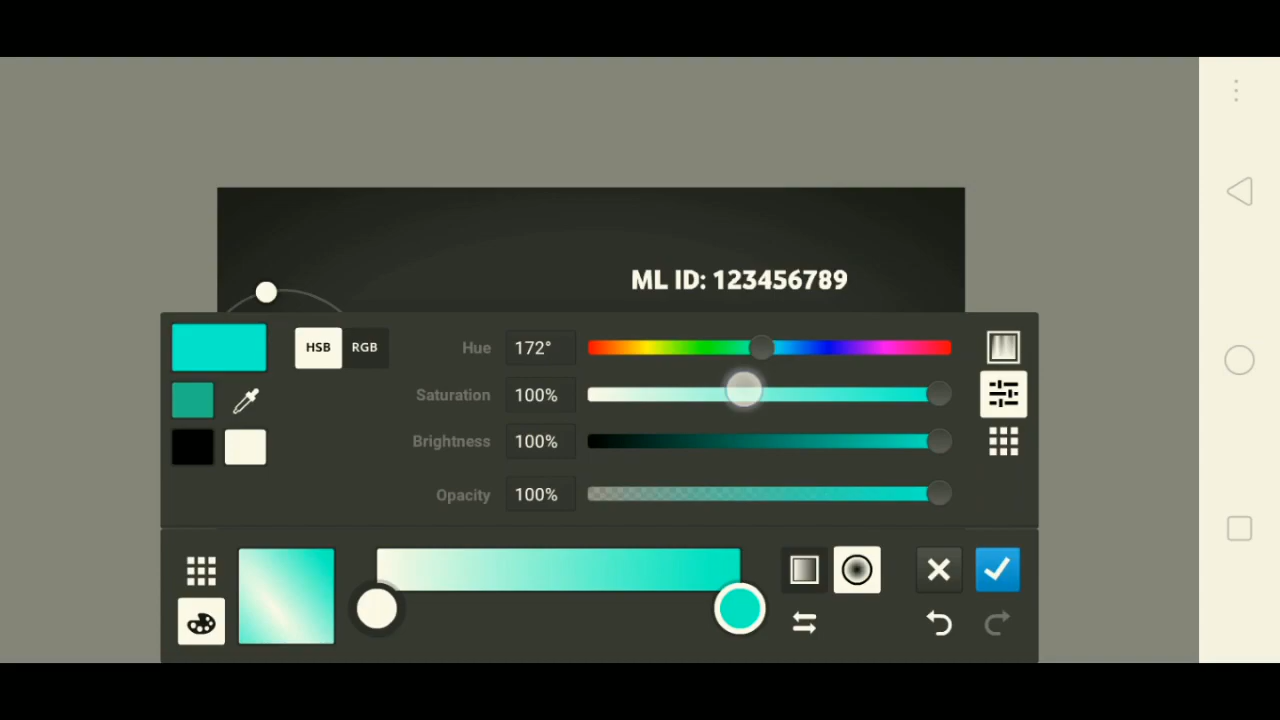 ML ID: 123456789
HSB RGB Hue 172°
Saturation 100%
Brightness 100%
Opacity 100%